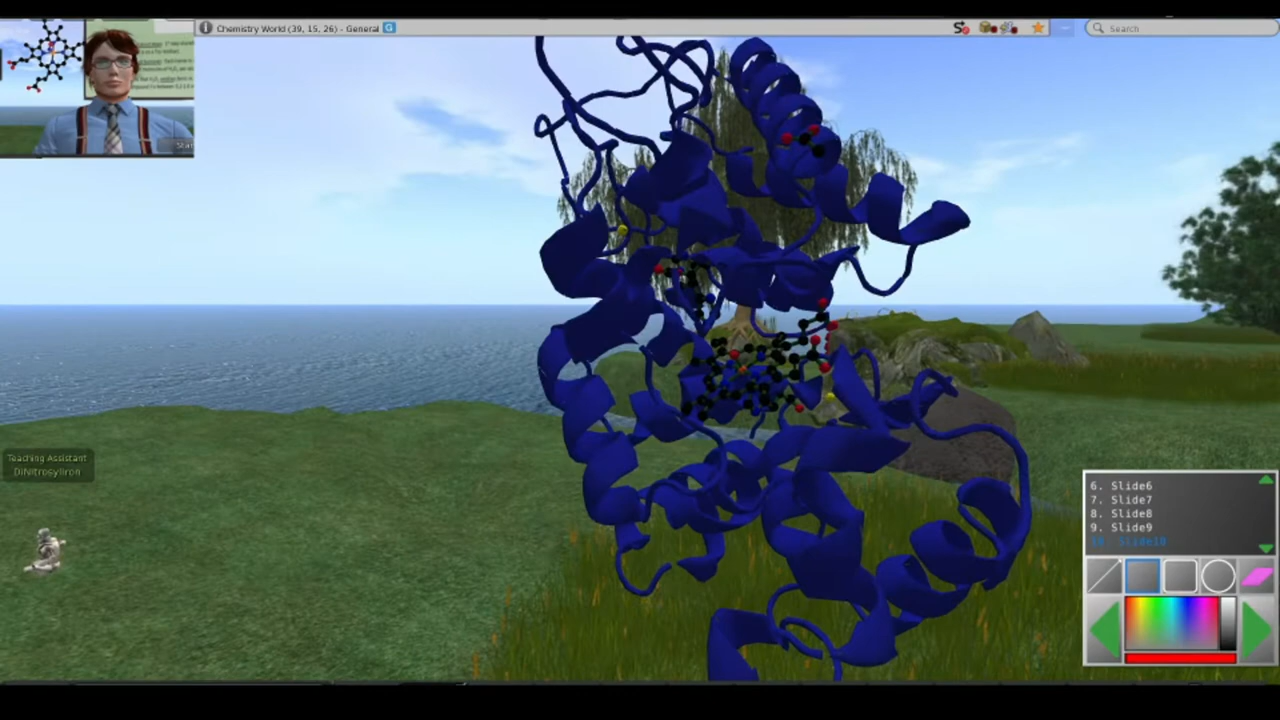 Chemistry World (39, 15, 26) - General G
Search
Star
Teaching Assistant
DiNitrosylIron
6. Slide6
7. Slide7
8. Slide8
9. Slide9
10. Slide10